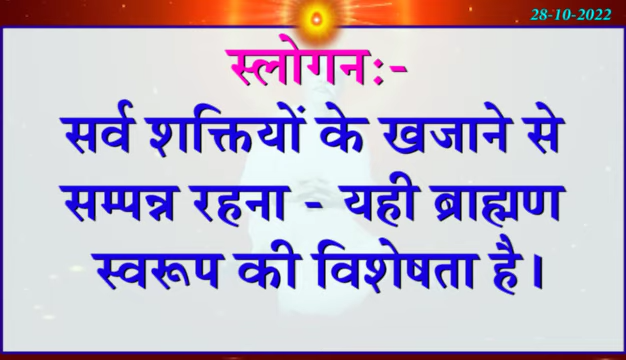 28-10-2022
स्लोगनः-
सर्व शक्तियों के खजाने से
सम्पन्न रहना - यही ब्राह्मण
स्वरूप की विशेषता है।